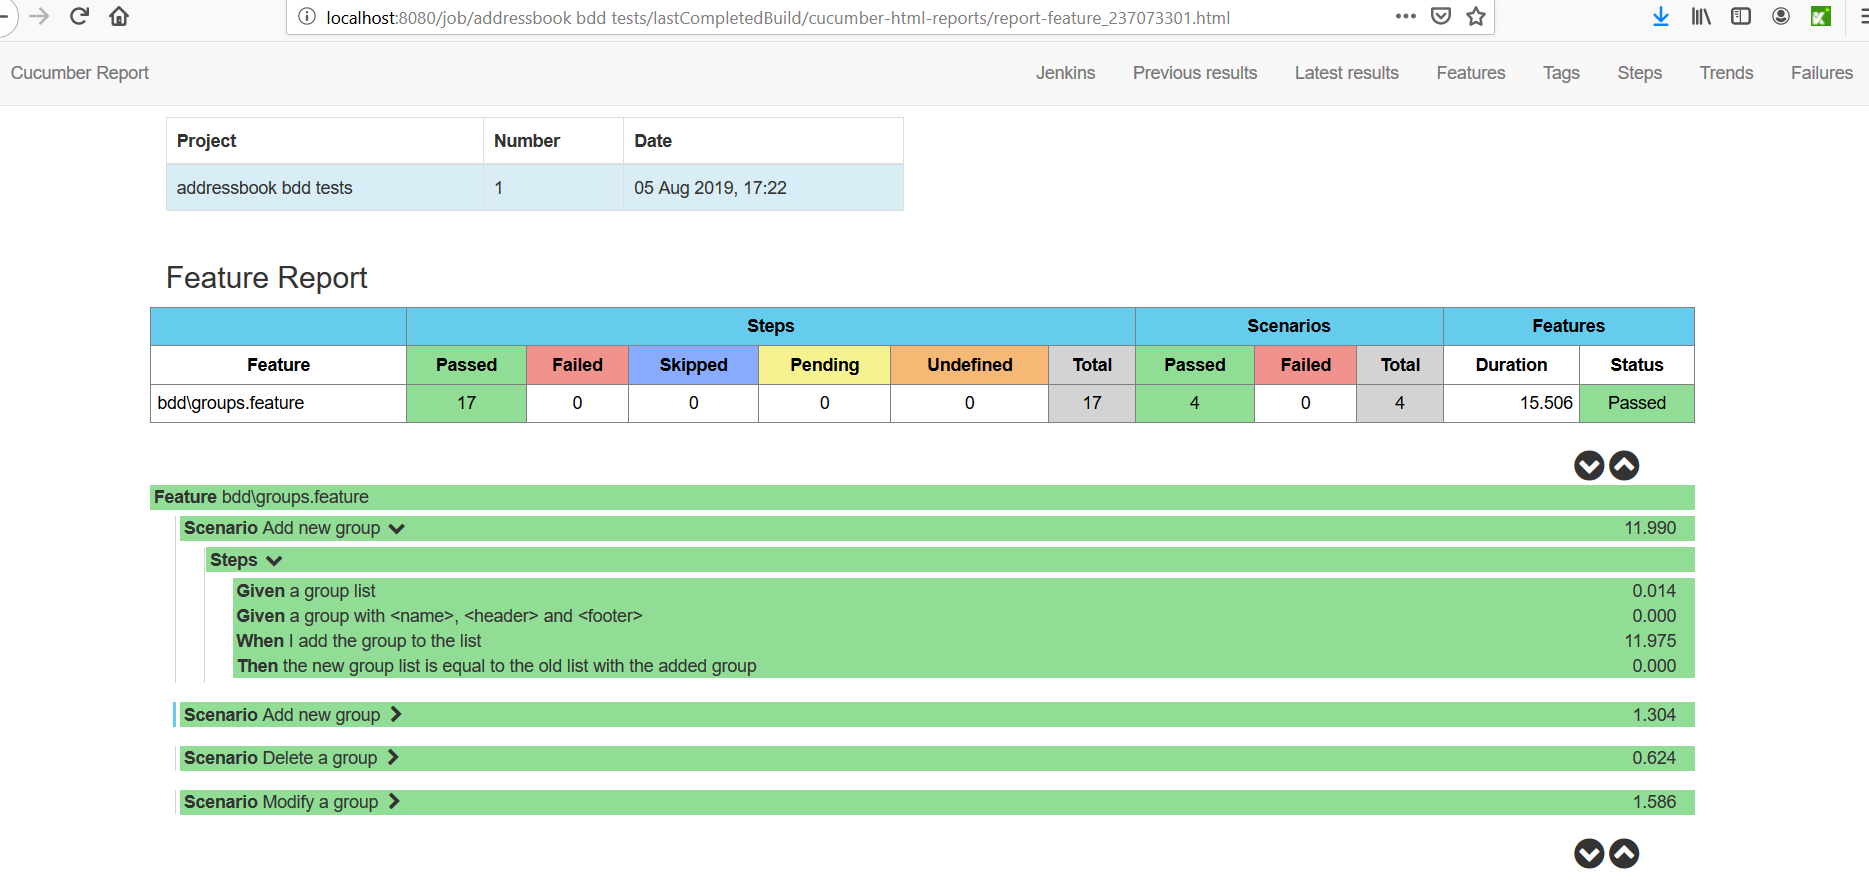 localhost:8080/job/addressbook bdd tests/lastCompletedBuild/cucumber-html-reports/report-feature_237073301.html
Cucumber Report Jenkins Previous results Latest results Features Tags Steps Trends Failures
Project Number Date
addressbook bdd tests 1 05 Aug 2019, 17:22
Feature Report
Steps Scenarios Features
Feature Passed Failed Skipped Pending Undefined Total Passed Failed Total Duration Status
bdd\groups.feature 17 0 0 0 0 17 4 0 4 15.506 Passed
Feature bdd\groups.feature
Scenario Add new group 11.990
Steps
Given a group list 0.014
Given a group with <name>, <header> and <footer> 0.000
When I add the group to the list 11.975
Then the new group list is equal to the old list with the added group 0.000
Scenario Add new group 1.304
Scenario Delete a group 0.624
Scenario Modify a group 1.586